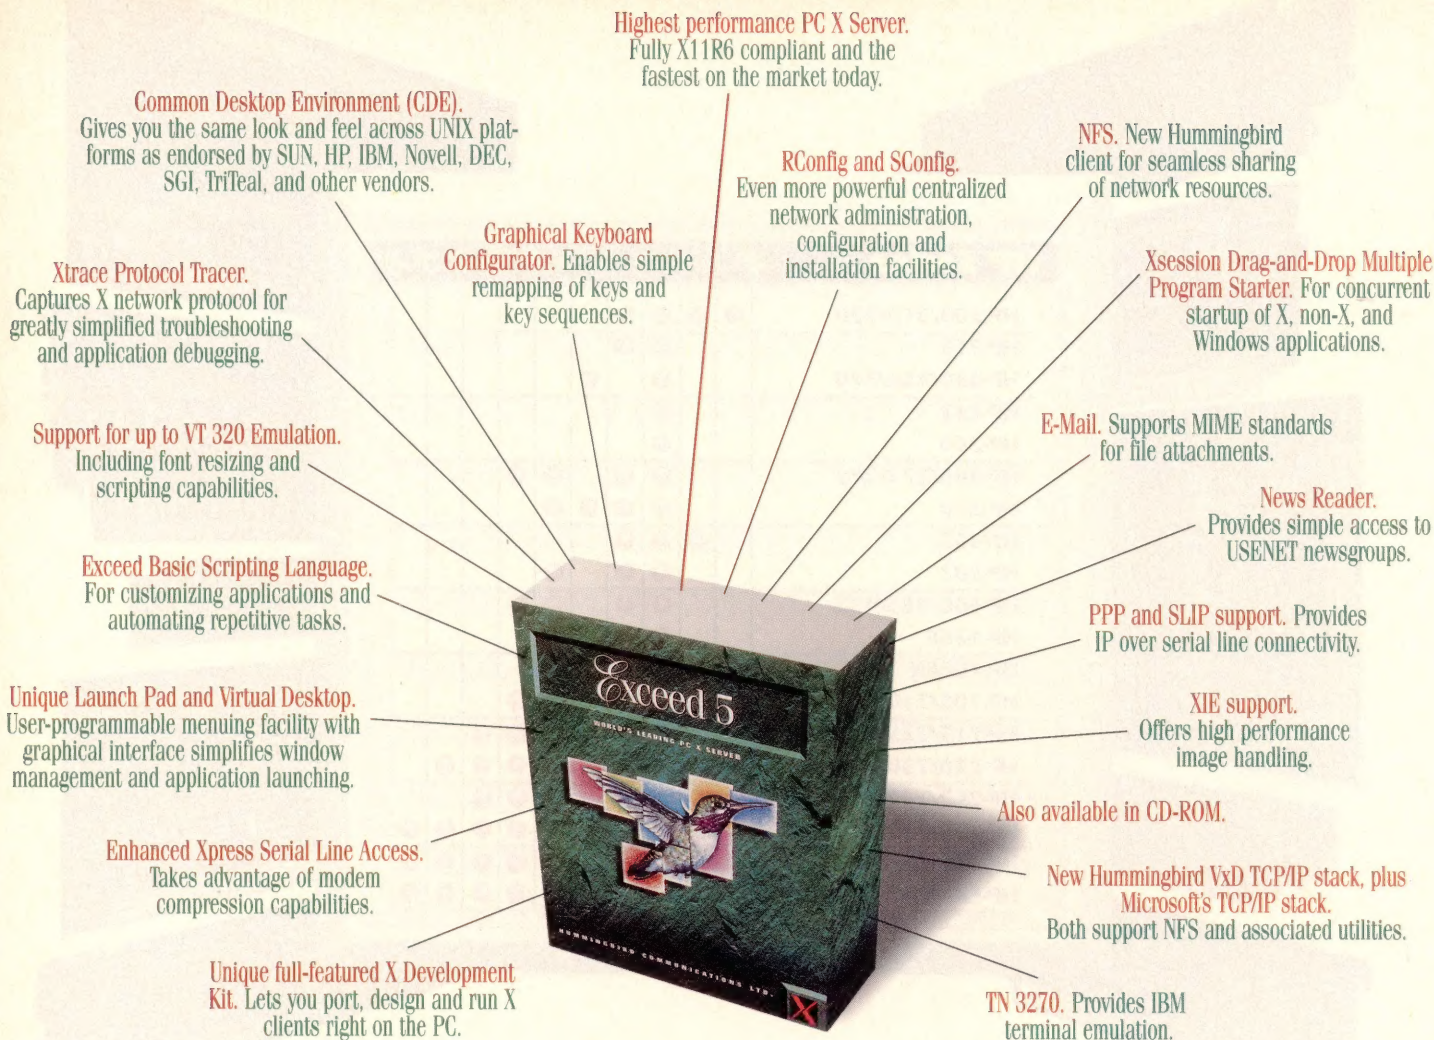 Highest performance PC X Server.
Fully X11R6 compliant and the
fastest on the market today.
Common Desktop Environment (CDE).
Gives you the same look and feel across UNIX plat-
forms as endorsed by SUN, HP, IBM, Novell, DEC,
SGI, TriTeal, and other vendors.
NFS. New Hummingbird
client for seamless sharing
of network resources.
RConfig and SConfig.
Even more powerful centralized
network administration,
configuration and
installation facilities.
Graphical Keyboard
Configurator. Enables simple
remapping of keys and
key sequences.
Xtrace Protocol Tracer.
Captures X network protocol for
greatly simplified troubleshooting
and application debugging.
Xsession Drag-and-Drop Multiple
Program Starter. For concurrent
startup of X, non-X, and
Windows applications.
Support for up to VT 320 Emulation.
Including font resizing and
scripting capabilities.
E-Mail. Supports MIME standards
for file attachments.
News Reader.
Provides simple access to
USENET newsgroups.
Exceed Basic Scripting Language.
For customizing applications and
automating repetitive tasks.
PPP and SLIP support. Provides
IP over serial line connectivity.
Unique Launch Pad and Virtual Desktop.
User-programmable menuing facility with
graphical interface simplifies window
management and application launching.
XIE support.
Offers high performance
image handling.
Also available in CD-ROM.
Enhanced Xpress Serial Line Access.
Takes advantage of modem
compression capabilities.
New Hummingbird VxD TCP/IP stack, plus
Microsoft's TCP/IP stack.
Both support NFS and associated utilities.
Unique full-featured X Development
Kit. Lets you port, design and run X
clients right on the PC.
TN 3270. Provides IBM
terminal emulation.
Exceed 5
WORLD'S LEADING PC X SERVER
HUMMINGBIRD COMMUNICATIONS LTD.
X